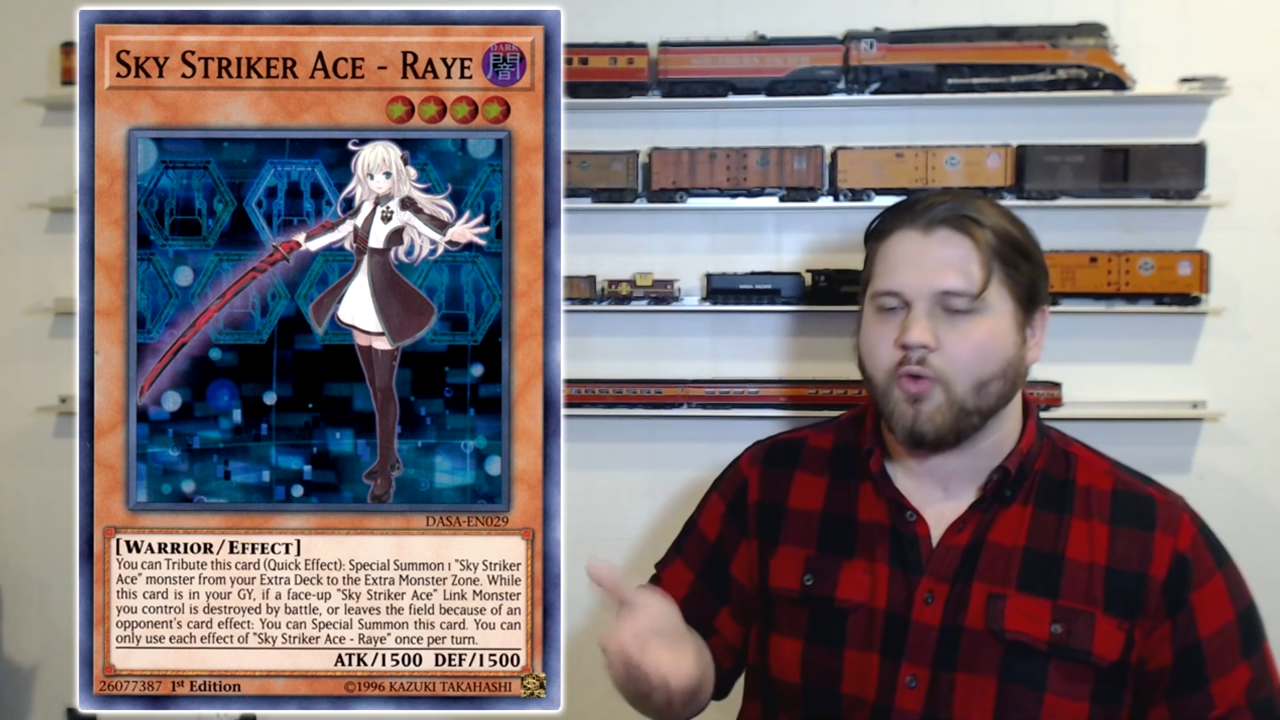 Sky Striker Ace - Raye
DARK
闇
DASA-EN029
[Warrior/Effect]
You can Tribute this card (Quick Effect): Special Summon 1 "Sky Striker
Ace" monster from your Extra Deck to the Extra Monster Zone. While
this card is in your GY, if a face-up "Sky Striker Ace" Link Monster
you control is destroyed by battle, or leaves the field because of an
opponent's card effect: You can Special Summon this card. You can
only use each effect of "Sky Striker Ace - Raye" once per turn.
ATK/1500 DEF/1500
26077387 1st Edition ©1996 KAZUKI TAKAHASHI